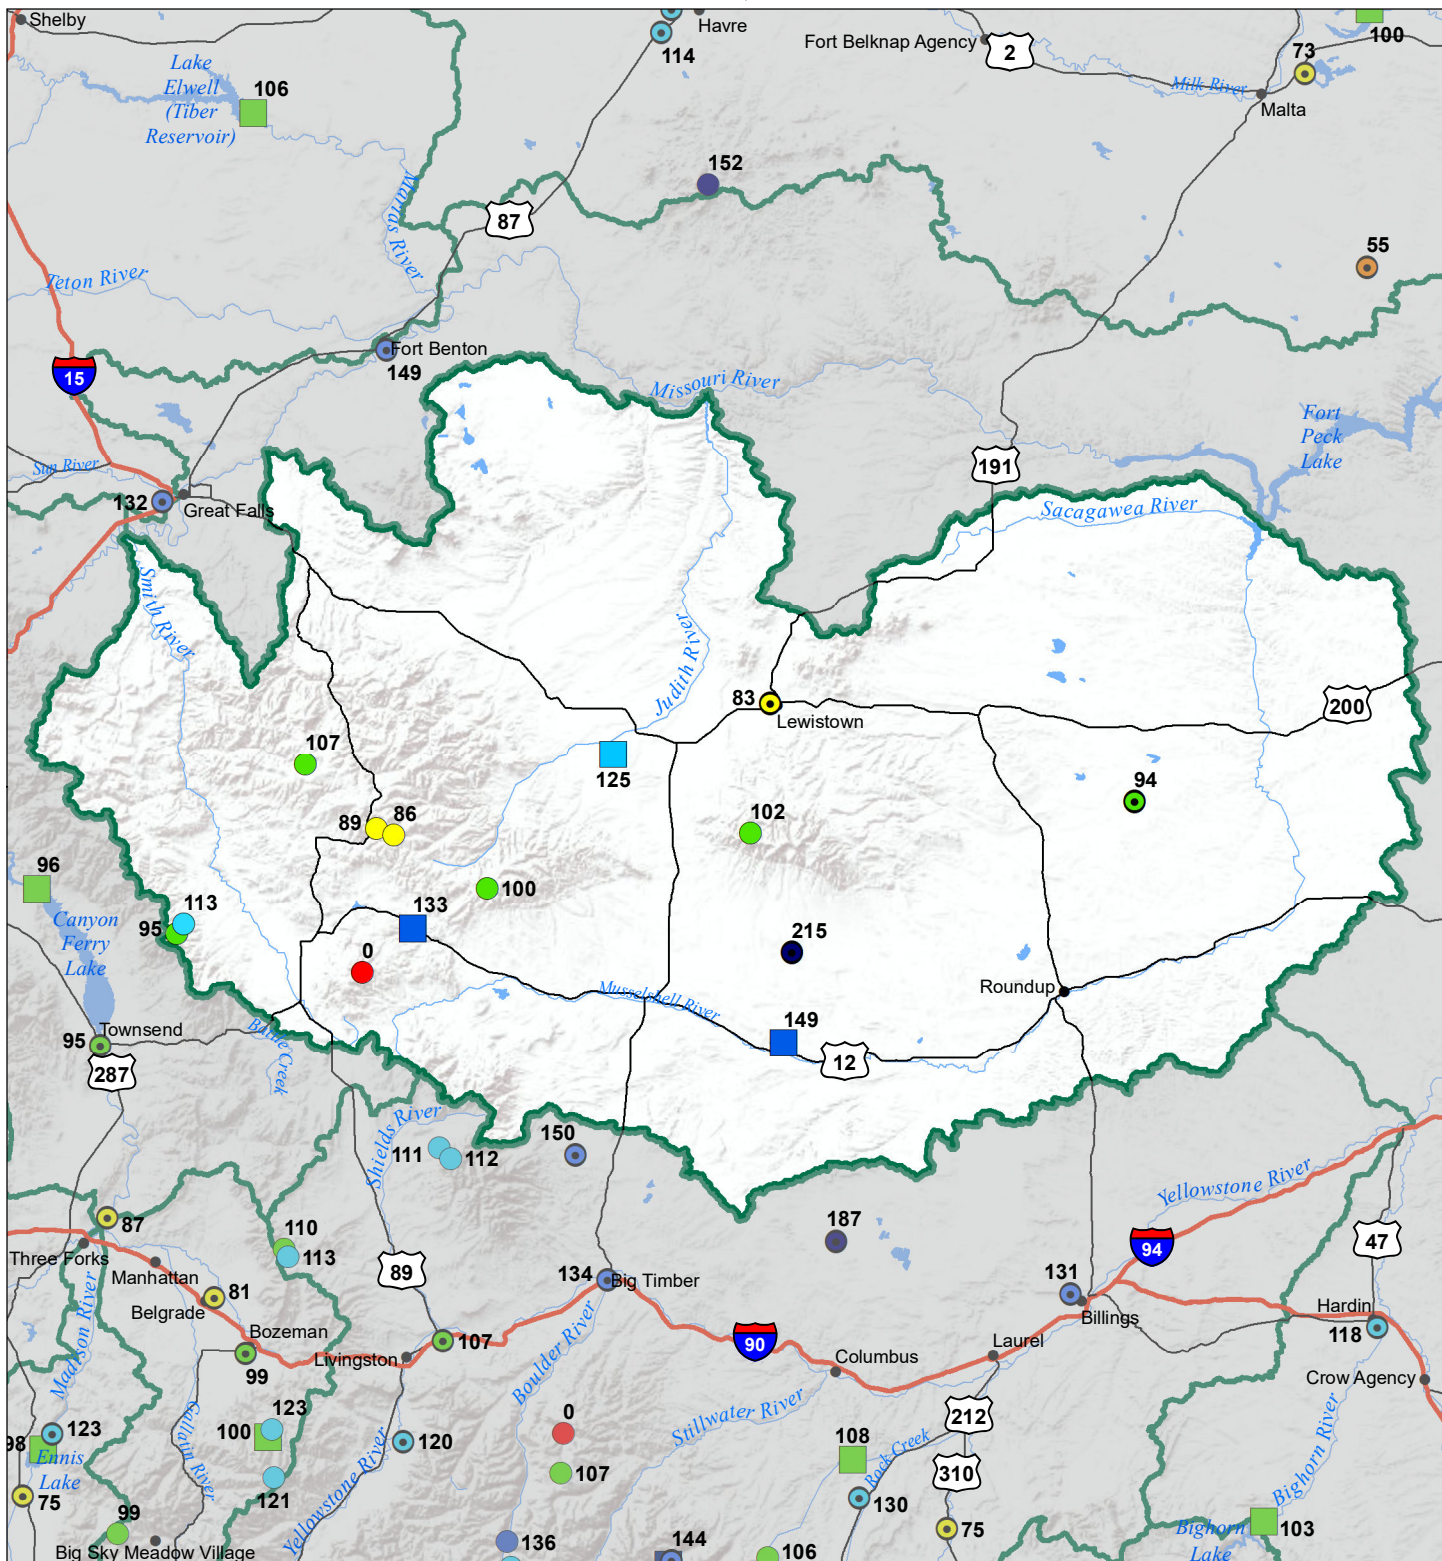 Shelby
Havre
114
Fort Belknap Agency
2
73
100
Lake
Elwell
(Tiber
Reservoir)
106
Milk River
Malta
152
Marias River
87
55
Teton River
15
Fort Benton
149
Missouri River
Fort
Peck
Lake
Sun River
191
132
Great Falls
Sacagawea River
Smith River
Judith River
83
Lewistown
200
107
125
94
89
86
102
96
100
Canyon
Ferry
Lake
113
95
133
215
0
Roundup
Musselshell River
Townsend
95
Battle Creek
149
12
287
Shields River
150
111
112
Yellowstone River
87
187
110
113
94
47
Three Forks
Manhattan
89
134
Big Timber
131
Billings
Hardin
81
Belgrade
Madison River
Bozeman
107
118
99
Livingston
90
Laurel
Columbus
Crow Agency
Boulder River
Stillwater River
212
0
123
98
Ennis
Lake
123
100
Gallatin River
120
108
Rock Creek
310
Bighorn River
107
121
75
Yellowstone River
130
99
136
144
106
75
103
Bighorn
Lake
Big Sky Meadow Village